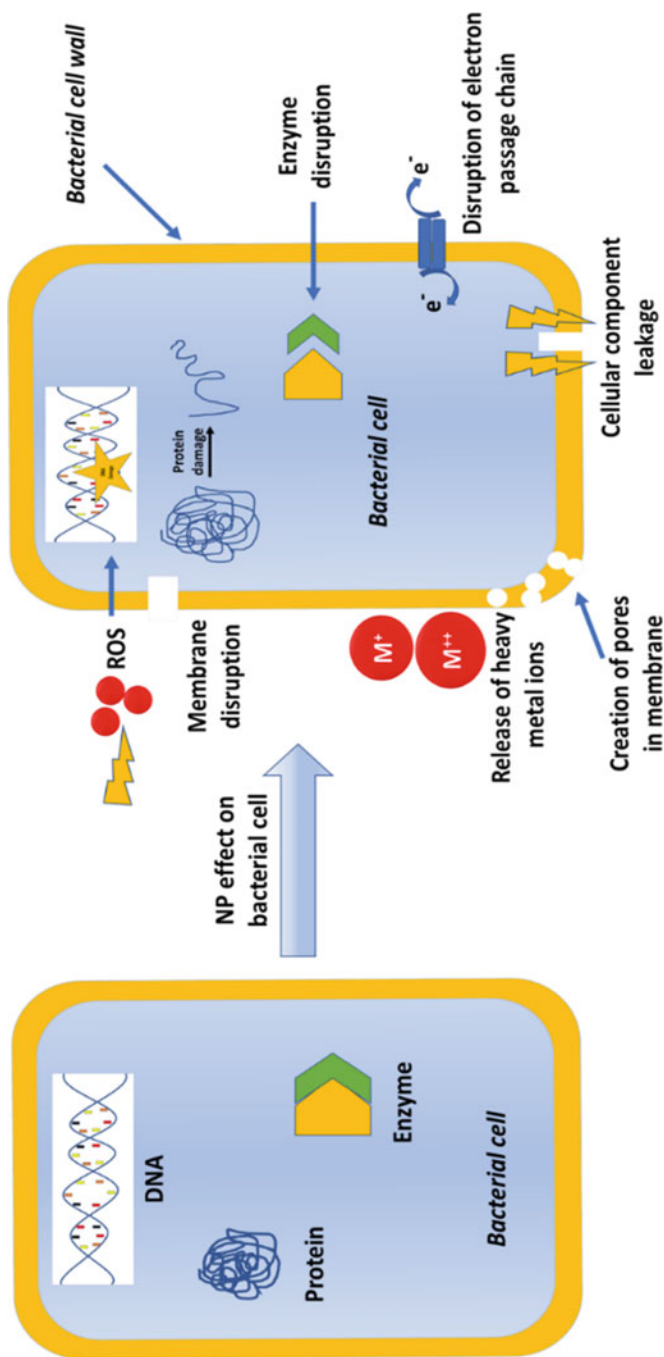 DNA
Protein
Enzyme
Bacterial cell
NP effect on
bacterial cell
ROS
Membrane
disruption
M⁺
M⁺⁺
Release of heavy
metal ions
Creation of pores
in membrane
Protein
damage
Bacterial cell
Bacterial cell wall
Enzyme
disruption
e⁻
e⁻
Disruption of electron
passage chain
Cellular component
leakage